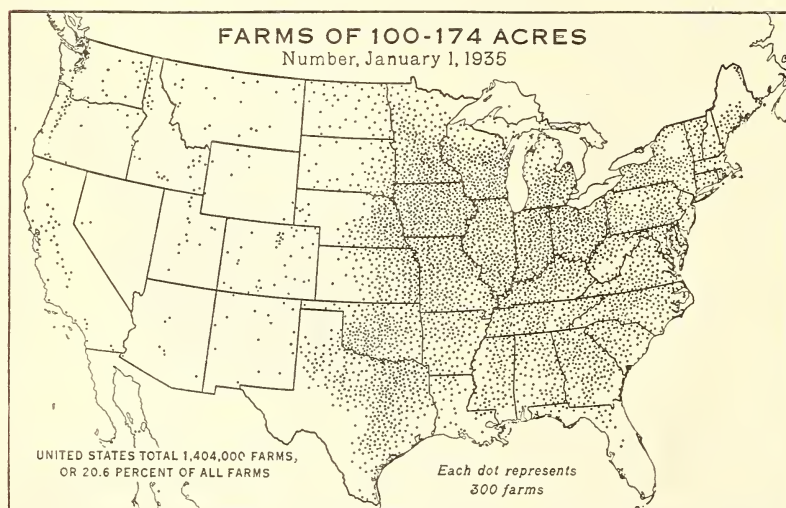 FARMS OF 100-174 ACRES
Number, January 1, 1935
UNITED STATES TOTAL 1,404,000 FARMS,
OR 20.6 PERCENT OF ALL FARMS
Each dot represents
300 farms